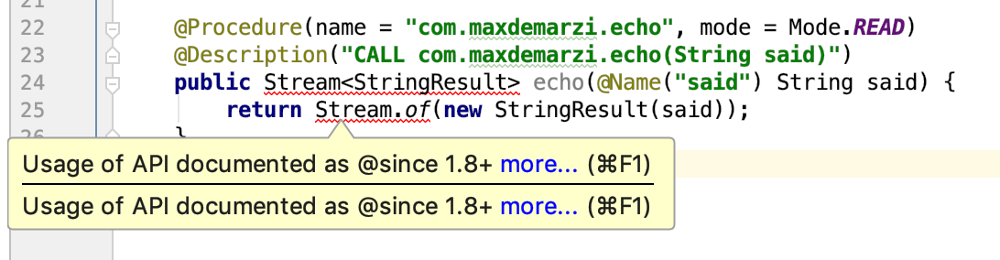 21
22 @Procedure(name = "com.maxdemarzi.echo", mode = Mode.READ)
23 @Description("CALL com.maxdemarzi.echo(String said)")
24 public Stream<StringResult> echo(@Name("said") String said) {
25 return Stream.of(new StringResult(said));
26 }
Usage of API documented as @since 1.8+ more... (⌘F1)
Usage of API documented as @since 1.8+ more... (⌘F1)